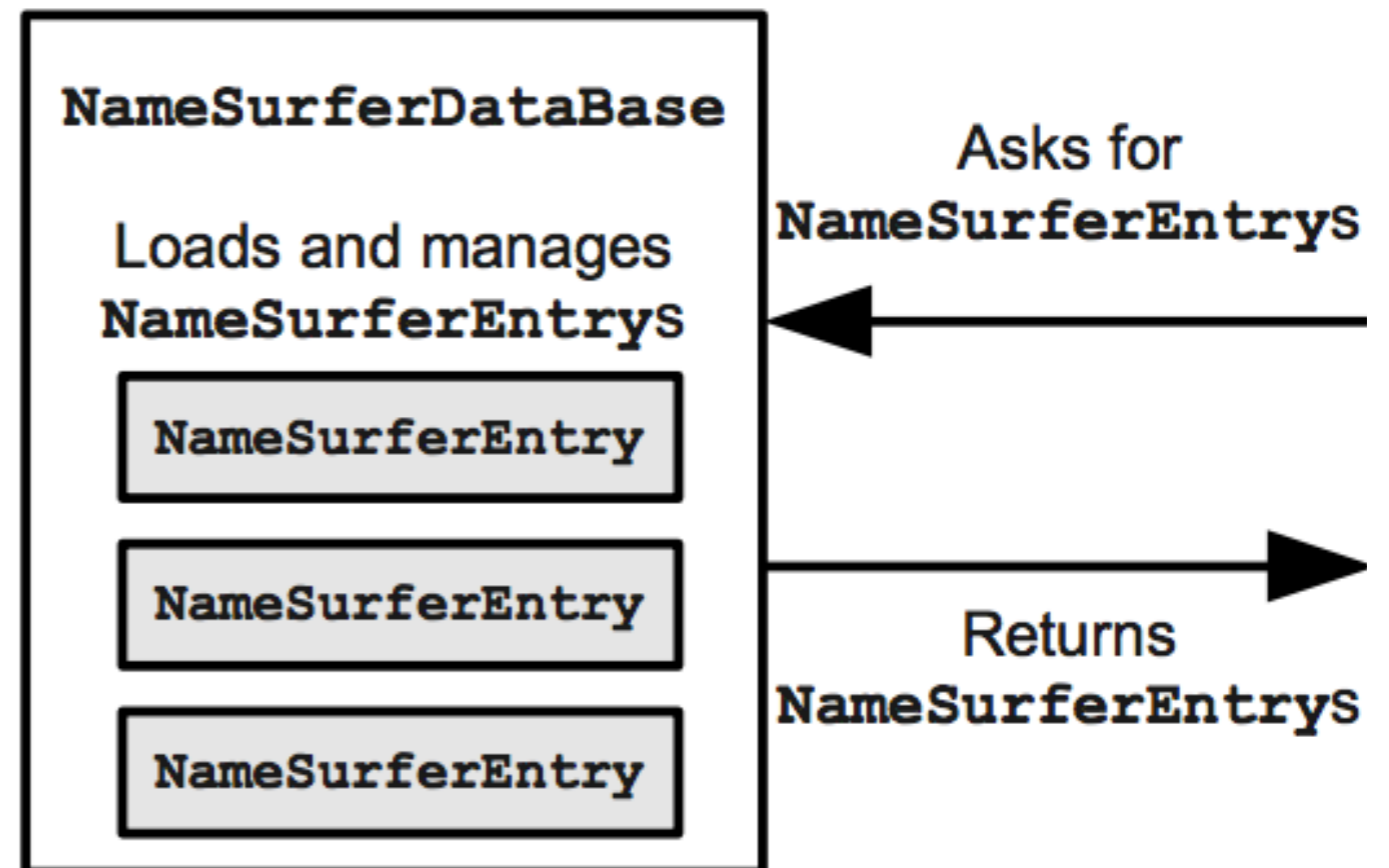 NameSurferDataBase
Loads and manages
NameSurferEntrys
NameSurferEntry
NameSurferEntry
NameSurferEntry
Asks for
NameSurferEntrys
Returns
NameSurferEntrys